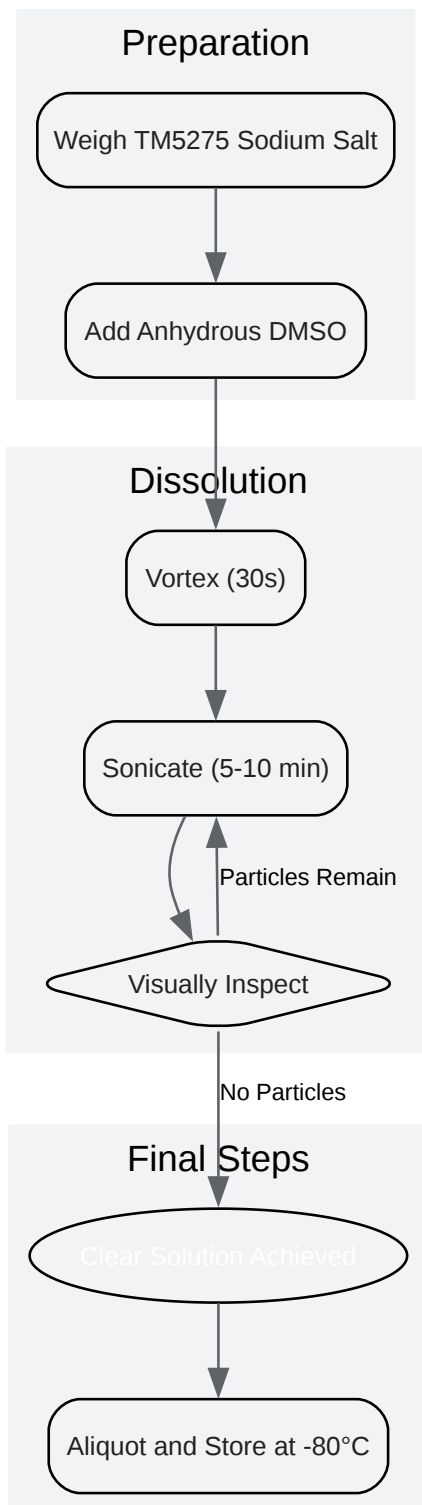 Preparation
Weigh TM5275 Sodium Salt
Add Anhydrous DMSO
Dissolution
Vortex (30s)
Sonicate (5-10 min)
Particles Remain
Visually Inspect
No Particles
Final Steps
Clear Solution Achieved
Aliquot and Store at -80°C